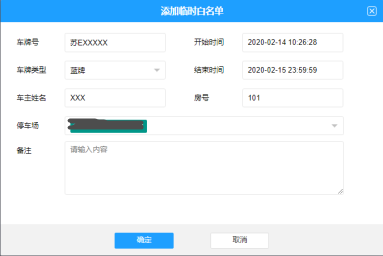 添加临时白名单
车牌号 苏EXXXXX 开始时间 2020-02-14 10:26:28
车牌类型 蓝牌 结束时间 2020-02-15 23:59:59
车主姓名 XXX 房号 101
停车场
备注 请输入内容
确定 取消